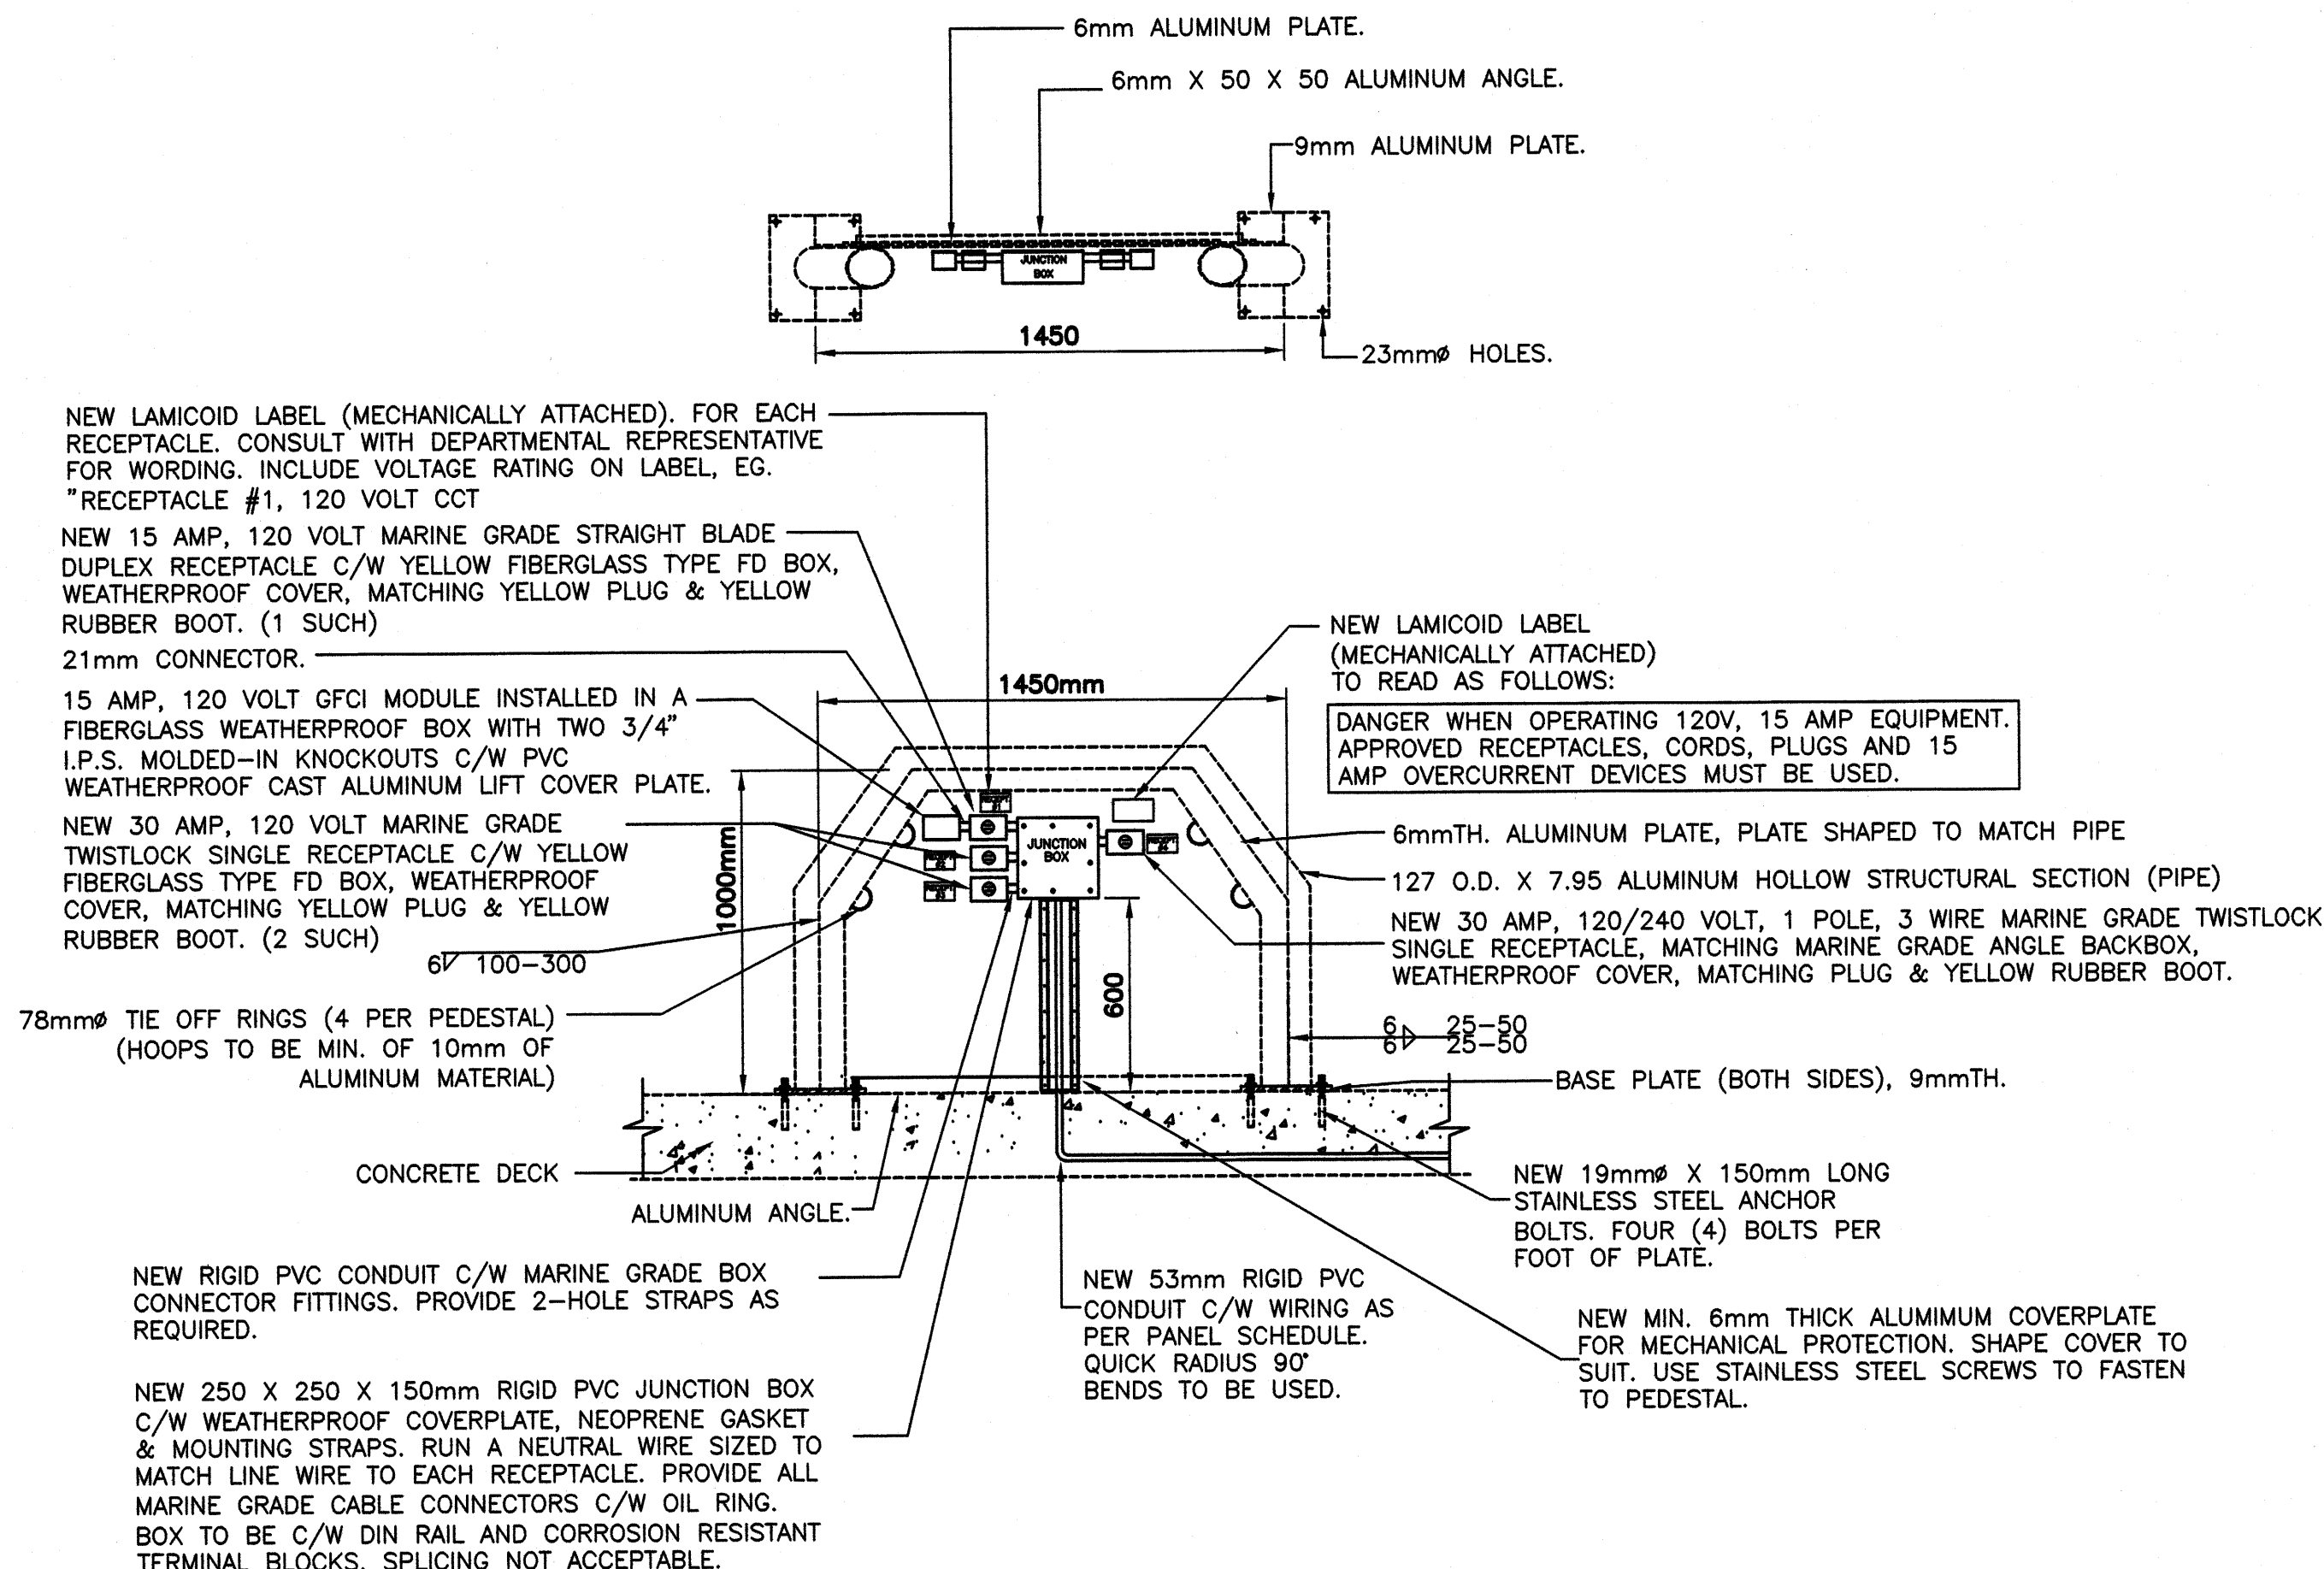 6mm ALUMINUM PLATE.
6mm X 50 X 50 ALUMINUM ANGLE.
9mm ALUMINUM PLATE.
JUNCTION
BOX
1450
23mmø HOLES.
NEW LAMICOID LABEL (MECHANICALLY ATTACHED). FOR EACH
RECEPTACLE. CONSULT WITH DEPARTMENTAL REPRESENTATIVE
FOR WORDING. INCLUDE VOLTAGE RATING ON LABEL, EG.
"RECEPTACLE #1, 120 VOLT CCT
NEW 15 AMP, 120 VOLT MARINE GRADE STRAIGHT BLADE
DUPLEX RECEPTACLE C/W YELLOW FIBERGLASS TYPE FD BOX,
WEATHERPROOF COVER, MATCHING YELLOW PLUG & YELLOW
RUBBER BOOT. (1 SUCH)
21mm CONNECTOR.
15 AMP, 120 VOLT GFCI MODULE INSTALLED IN A
FIBERGLASS WEATHERPROOF BOX WITH TWO 3/4"
I.P.S. MOLDED-IN KNOCKOUTS C/W PVC
WEATHERPROOF CAST ALUMINUM LIFT COVER PLATE.
NEW 30 AMP, 120 VOLT MARINE GRADE
TWISTLOCK SINGLE RECEPTACLE C/W YELLOW
FIBERGLASS TYPE FD BOX, WEATHERPROOF
COVER, MATCHING YELLOW PLUG & YELLOW
RUBBER BOOT. (2 SUCH)
6 100-300
78mmø TIE OFF RINGS (4 PER PEDESTAL)
(HOOPS TO BE MIN. OF 10mm OF
ALUMINUM MATERIAL)
1450mm
1000mm
RECEPT.
#1
RECEPT.
#2
RECEPT.
#3
JUNCTION
BOX
RECEPT.
#4
600
NEW LAMICOID LABEL
(MECHANICALLY ATTACHED)
TO READ AS FOLLOWS:
DANGER WHEN OPERATING 120V, 15 AMP EQUIPMENT.
APPROVED RECEPTACLES, CORDS, PLUGS AND 15
AMP OVERCURRENT DEVICES MUST BE USED.
6mmTH. ALUMINUM PLATE, PLATE SHAPED TO MATCH PIPE
127 O.D. X 7.95 ALUMINUM HOLLOW STRUCTURAL SECTION (PIPE)
NEW 30 AMP, 120/240 VOLT, 1 POLE, 3 WIRE MARINE GRADE TWISTLOCK
SINGLE RECEPTACLE, MATCHING MARINE GRADE ANGLE BACKBOX,
WEATHERPROOF COVER, MATCHING PLUG & YELLOW RUBBER BOOT.
6 25-50
6 25-50
BASE PLATE (BOTH SIDES), 9mmTH.
CONCRETE DECK
ALUMINUM ANGLE.
NEW 19mmø X 150mm LONG
STAINLESS STEEL ANCHOR
BOLTS. FOUR (4) BOLTS PER
FOOT OF PLATE.
NEW RIGID PVC CONDUIT C/W MARINE GRADE BOX
CONNECTOR FITTINGS. PROVIDE 2-HOLE STRAPS AS
REQUIRED.
NEW 53mm RIGID PVC
CONDUIT C/W WIRING AS
PER PANEL SCHEDULE.
QUICK RADIUS 90°
BENDS TO BE USED.
NEW MIN. 6mm THICK ALUMIMUM COVERPLATE
FOR MECHANICAL PROTECTION. SHAPE COVER TO
SUIT. USE STAINLESS STEEL SCREWS TO FASTEN
TO PEDESTAL.
NEW 250 X 250 X 150mm RIGID PVC JUNCTION BOX
C/W WEATHERPROOF COVERPLATE, NEOPRENE GASKET
& MOUNTING STRAPS. RUN A NEUTRAL WIRE SIZED TO
MATCH LINE WIRE TO EACH RECEPTACLE. PROVIDE ALL
MARINE GRADE CABLE CONNECTORS C/W OIL RING.
BOX TO BE C/W DIN RAIL AND CORROSION RESISTANT
TERMINAL BLOCKS. SPLICING NOT ACCEPTABLE.